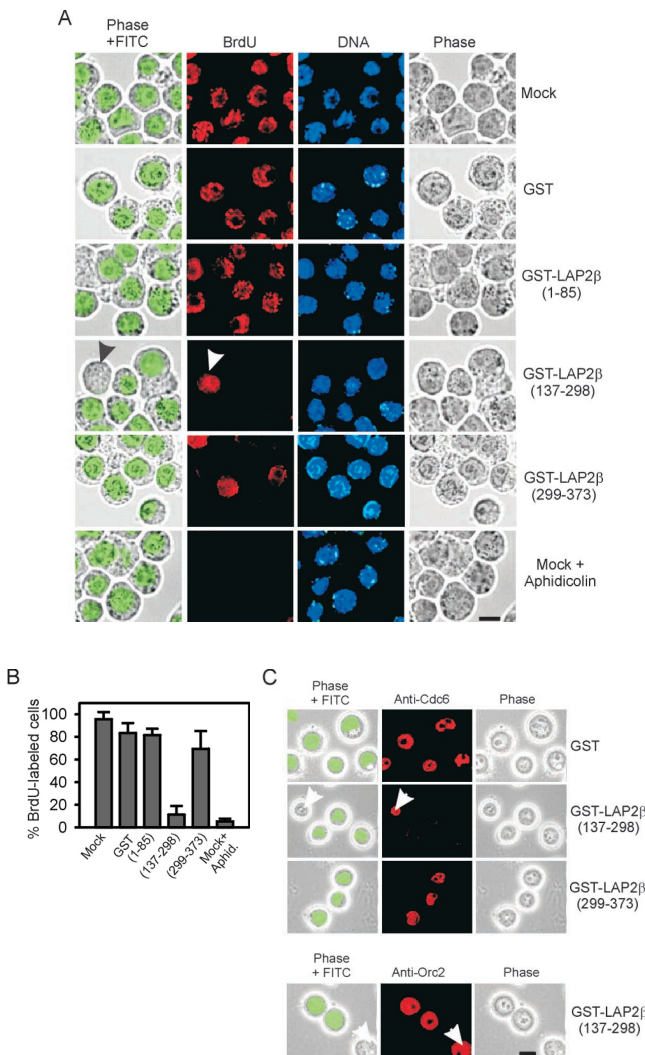 A
Phase
+FITC
BrdU
DNA
Phase
Mock
GST
GST-LAP2β
(1-85)
GST-LAP2β
(137-298)
GST-LAP2β
(299-373)
Mock +
Aphidicolin
B
% BrdU-labeled cells
100
80
60
40
20
0
Mock
GST
(1-85)
(137-298)
(299-373)
Mock+
Aphid.
C
Phase
+ FITC
Anti-Cdc6
Phase
GST
GST-LAP2β
(137-298)
GST-LAP2β
(299-373)
Phase
+ FITC
Anti-Orc2
Phase
GST-LAP2β
(137-298)